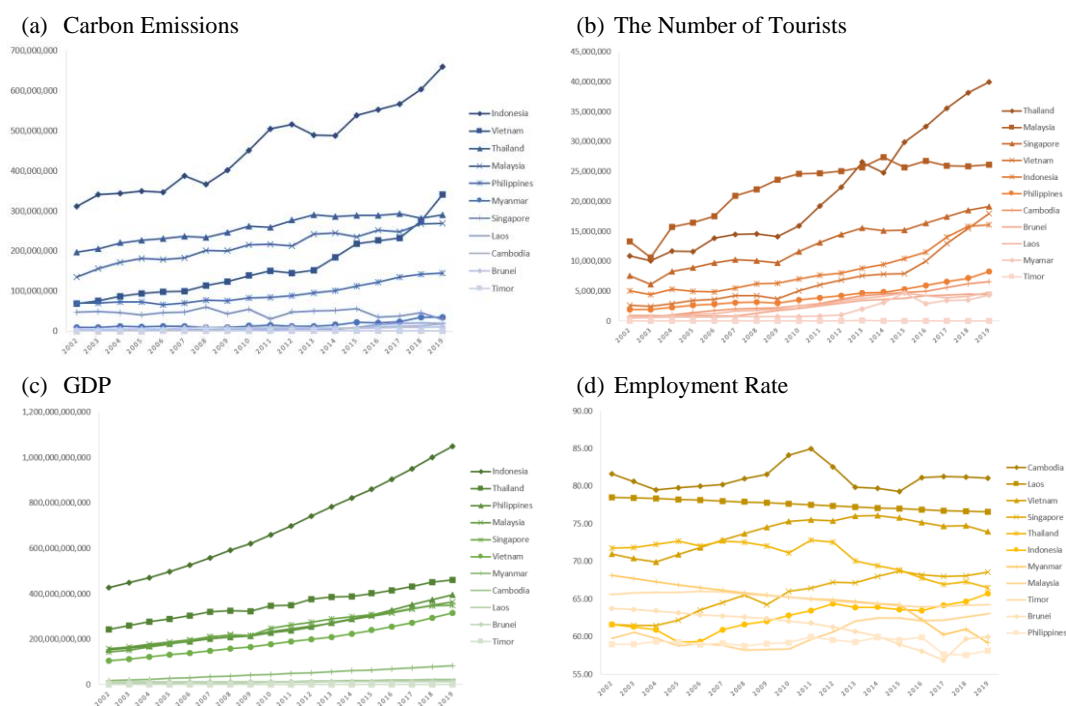 (a) Carbon Emissions
700,000,000
600,000,000
500,000,000
400,000,000
300,000,000
200,000,000
100,000,000
0
2002 2003 2004 2005 2006 2007 2008 2009 2010 2011 2012 2013 2014 2015 2016 2017 2018 2019
Indonesia
Vietnam
Thailand
Malaysia
Philippines
Myanmar
Singapore
Laos
Cambodia
Brunei
Timor
(b) The Number of Tourists
45,000,000
40,000,000
35,000,000
30,000,000
25,000,000
20,000,000
15,000,000
10,000,000
5,000,000
0
2002 2003 2004 2005 2006 2007 2008 2009 2010 2011 2012 2013 2014 2015 2016 2017 2018 2019
Thailand
Malaysia
Singapore
Vietnam
Indonesia
Philippines
Cambodia
Brunei
Laos
Myamar
Timor
(c) GDP
1,200,000,000,000
1,000,000,000,000
800,000,000,000
600,000,000,000
400,000,000,000
200,000,000,000
0
2002 2003 2004 2005 2006 2007 2008 2009 2010 2011 2012 2013 2014 2015 2016 2017 2018 2019
Indonesia
Thailand
Philippines
Malaysia
Singapore
Vietnam
Myanmar
Cambodia
Laos
Brunei
Timor
(d) Employment Rate
90.00
85.00
80.00
75.00
70.00
65.00
60.00
55.00
2002 2003 2004 2005 2006 2007 2008 2009 2010 2011 2012 2013 2014 2015 2016 2017 2018 2019
Cambodia
Laos
Vietnam
Singapore
Thailand
Indonesia
Myanmar
Malaysia
Timor
Brunei
Philippines